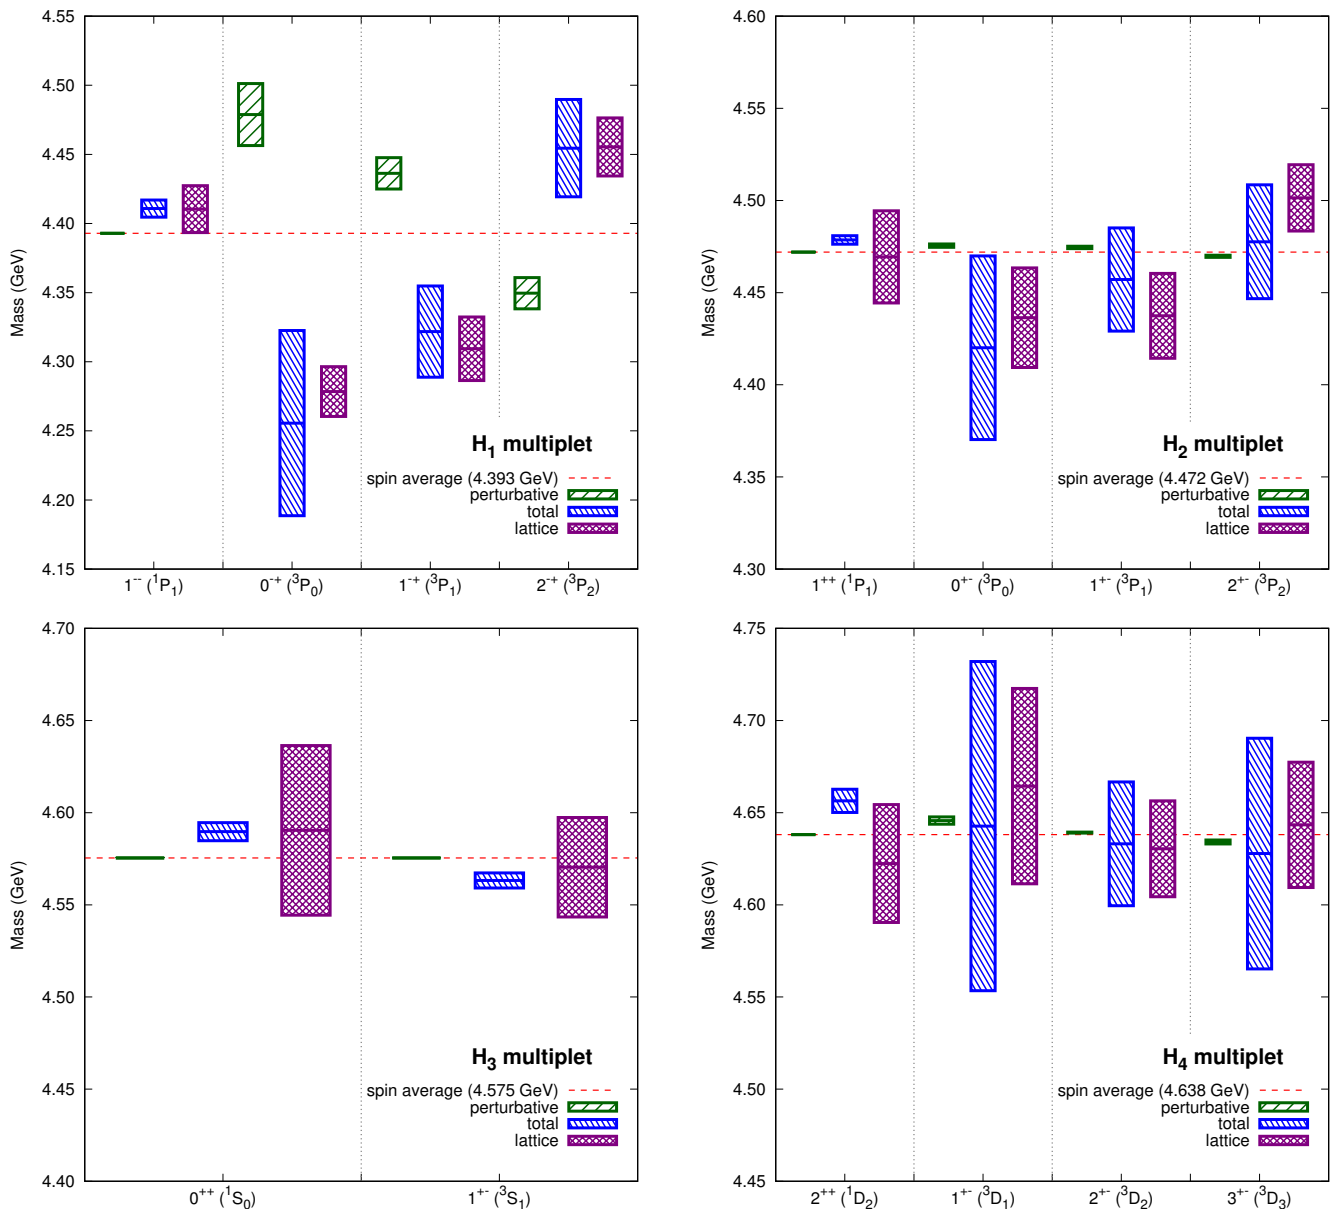 4.55
4.50
4.45
4.40
4.35
4.30
4.25
4.20
4.15
Mass (GeV)
H1 multiplet
spin average (4.393 GeV)
perturbative
total
lattice
1-- (1P1)
0-+ (3P0)
1-+ (3P1)
2-+ (3P2)
4.60
4.55
4.50
4.45
4.40
4.35
4.30
Mass (GeV)
H2 multiplet
spin average (4.472 GeV)
perturbative
total
lattice
1++ (1P1)
0+- (3P0)
1+- (3P1)
2+- (3P2)
4.70
4.65
4.60
4.55
4.50
4.45
4.40
Mass (GeV)
H3 multiplet
spin average (4.575 GeV)
perturbative
total
lattice
0++ (1S0)
1+- (3S1)
4.75
4.70
4.65
4.60
4.55
4.50
4.45
Mass (GeV)
H4 multiplet
spin average (4.638 GeV)
perturbative
total
lattice
2++ (1D2)
1+- (3D1)
2+- (3D2)
3+- (3D3)